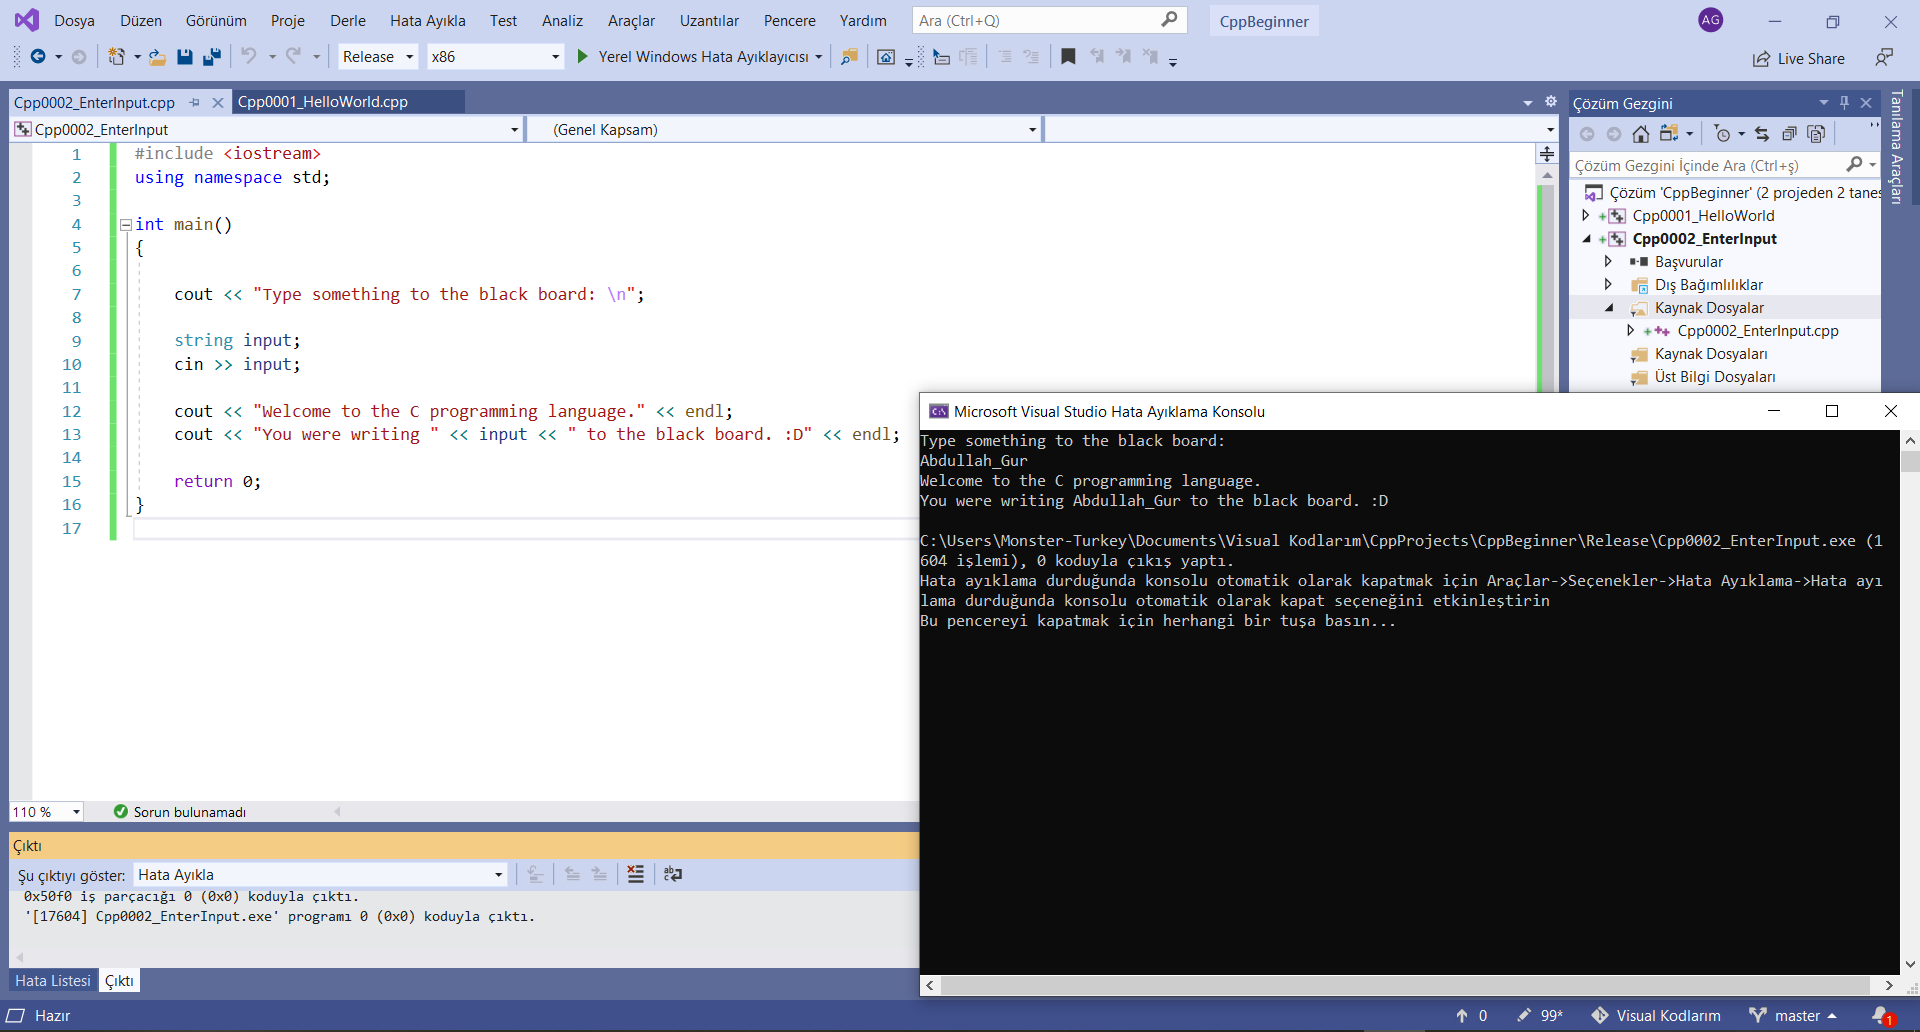 Dosya Düzen Görünüm Proje Derle Hata Ayıkla Test Analiz Araçlar Uzantılar Pencere Yardım Ara (Ctrl+Q) CppBeginner AG
Release x86 Yerel Windows Hata Ayıklayıcısı Live Share
Cpp0002_EnterInput.cpp Cpp0001_HelloWorld.cpp
Cpp0002_EnterInput (Genel Kapsam)
1 #include <iostream>
2 using namespace std;
3
4 int main()
5 {
6
7 cout << "Type something to the black board: \n";
8
9 string input;
10 cin >> input;
11
12 cout << "Welcome to the C programming language." << endl;
13 cout << "You were writing " << input << " to the black board. :D" << endl;
14
15 return 0;
16 }
17
110 % Sorun bulunamadı
Çıktı
Şu çıktıyı göster: Hata Ayıkla
0x50f0 iş parçacığı 0 (0x0) koduyla çıktı.
'[17604] Cpp0002_EnterInput.exe' programı 0 (0x0) koduyla çıktı.
Hata Listesi Çıktı
Çözüm Gezgini
Çözüm Gezgini İçinde Ara (Ctrl+ş)
Çözüm 'CppBeginner' (2 projeden 2 tanes
Cpp0001_HelloWorld
Cpp0002_EnterInput
Başvurular
Dış Bağımlılıklar
Kaynak Dosyalar
Cpp0002_EnterInput.cpp
Kaynak Dosyaları
Üst Bilgi Dosyaları
Tanılama Araçları
C:\ Microsoft Visual Studio Hata Ayıklama Konsolu
Type something to the black board:
Abdullah_Gur
Welcome to the C programming language.
You were writing Abdullah_Gur to the black board. :D
C:\Users\Monster-Turkey\Documents\Visual Kodlarım\CppProjects\CppBeginner\Release\Cpp0002_EnterInput.exe (1
604 işlemi), 0 koduyla çıkış yaptı.
Hata ayıklama durduğunda konsolu otomatik olarak kapatmak için Araçlar->Seçenekler->Hata Ayıklama->Hata ayı
lama durduğunda konsolu otomatik olarak kapat seçeneğini etkinleştirin
Bu pencereyi kapatmak için herhangi bir tuşa basın...
Hazır 0 99* Visual Kodlarım master 1